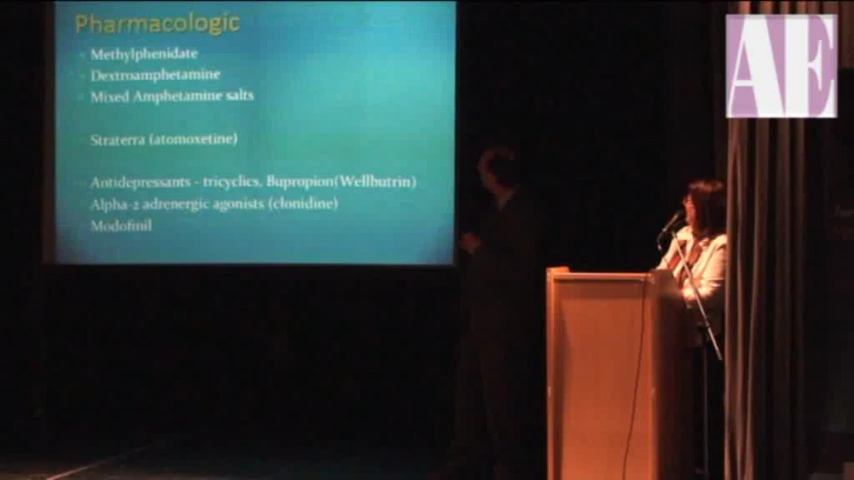 Pharmacologic
Methylphenidate
Dextroamphetamine
Mixed Amphetamine salts
Straterra (atomoxetine)
Antidepressants - tricyclics, Bupropion(Wellbutrin)
Alpha-2 adrenergic agonists (clonidine)
Modofinil
AE